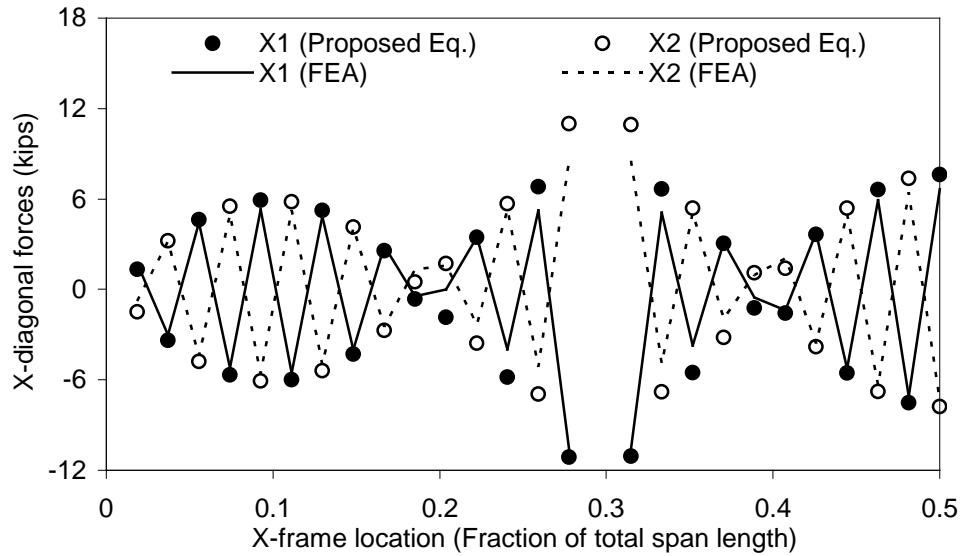 18
X1 (Proposed Eq.) X2 (Proposed Eq.)
X1 (FEA) X2 (FEA)
12
6
0
-6
-12
X-diagonal forces (kips)
0 0.1 0.2 0.3 0.4 0.5
X-frame location (Fraction of total span length)